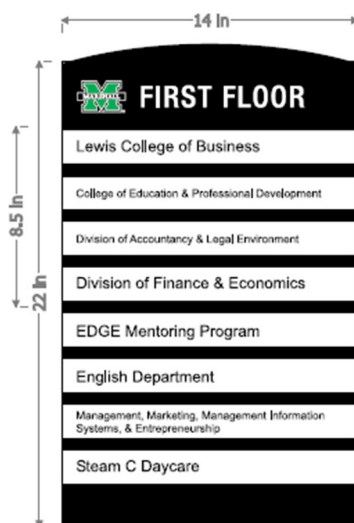 14 in
MARSHALL
FIRST FLOOR
Lewis College of Business
College of Education & Professional Development
Division of Accountancy & Legal Environment
Division of Finance & Economics
EDGE Mentoring Program
English Department
Management, Marketing, Management Information
Systems, & Entrepreneurship
Steam C Daycare
8.5 in
22 in